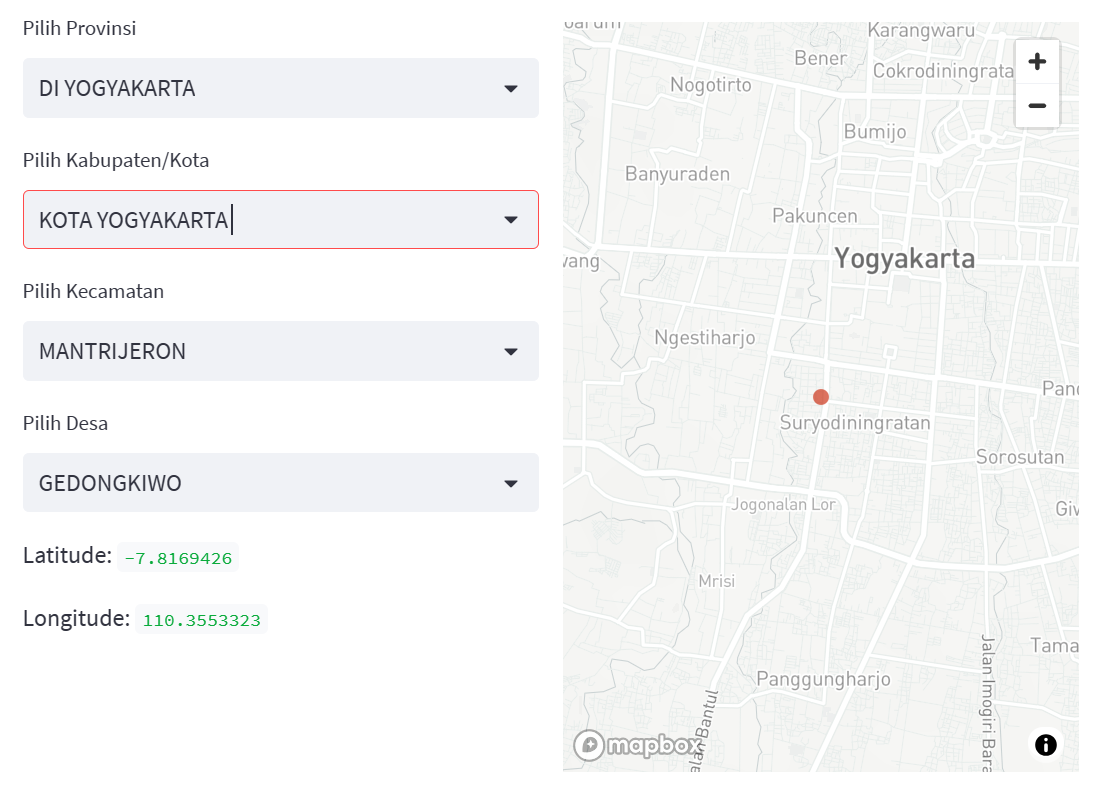 Pilih Provinsi
DI YOGYAKARTA
Pilih Kabupaten/Kota
KOTA YOGYAKARTA
Pilih Kecamatan
MANTRIJERON
Pilih Desa
GEDONGKIWO
Latitude: -7.8169426
Longitude: 110.3553323
Karangwaru
Bener
Cokrodiningrata
Nogotirto
Bumijo
Banyuraden
Pakuncen
Yogyakarta
wang
Ngestiharjo
Pand
Suryodiningratan
Sorosutan
Jogonalan Lor
Giw
Mrisi
Tama
Panggungharjo
Jalan Imogiri Bara
alan Bantul
mapbox